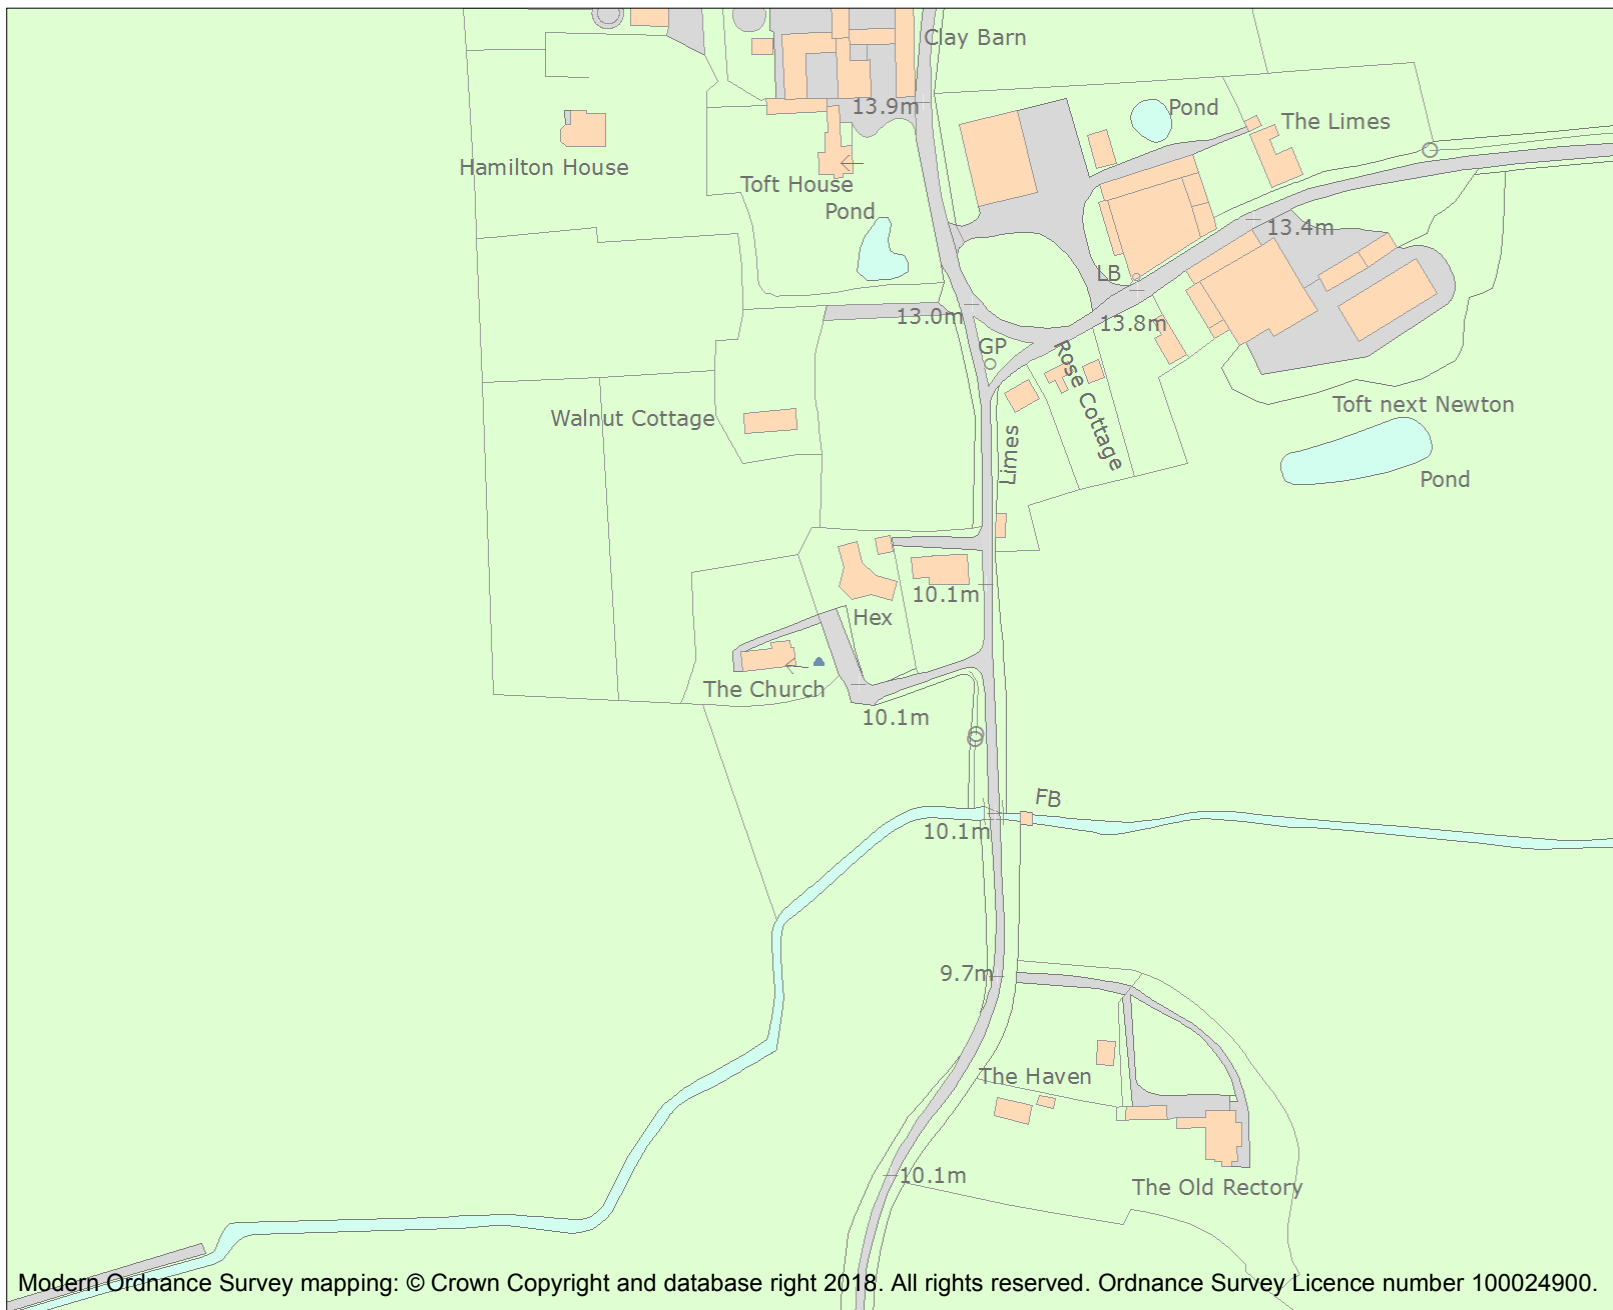 Clay Barn
13.9m
Pond
The Limes
Hamilton House
Toft House
Pond
13.4m
LB
13.0m
13.8m
GP
Rose Cottage
Walnut Cottage
Toft next Newton
Limes
Pond
10.1m
Hex
The Church
10.1m
FB
10.1m
9.7m
The Haven
10.1m
The Old Rectory
Modern Ordnance Survey mapping: © Crown Copyright and database right 2018. All rights reserved. Ordnance Survey Licence number 100024900.